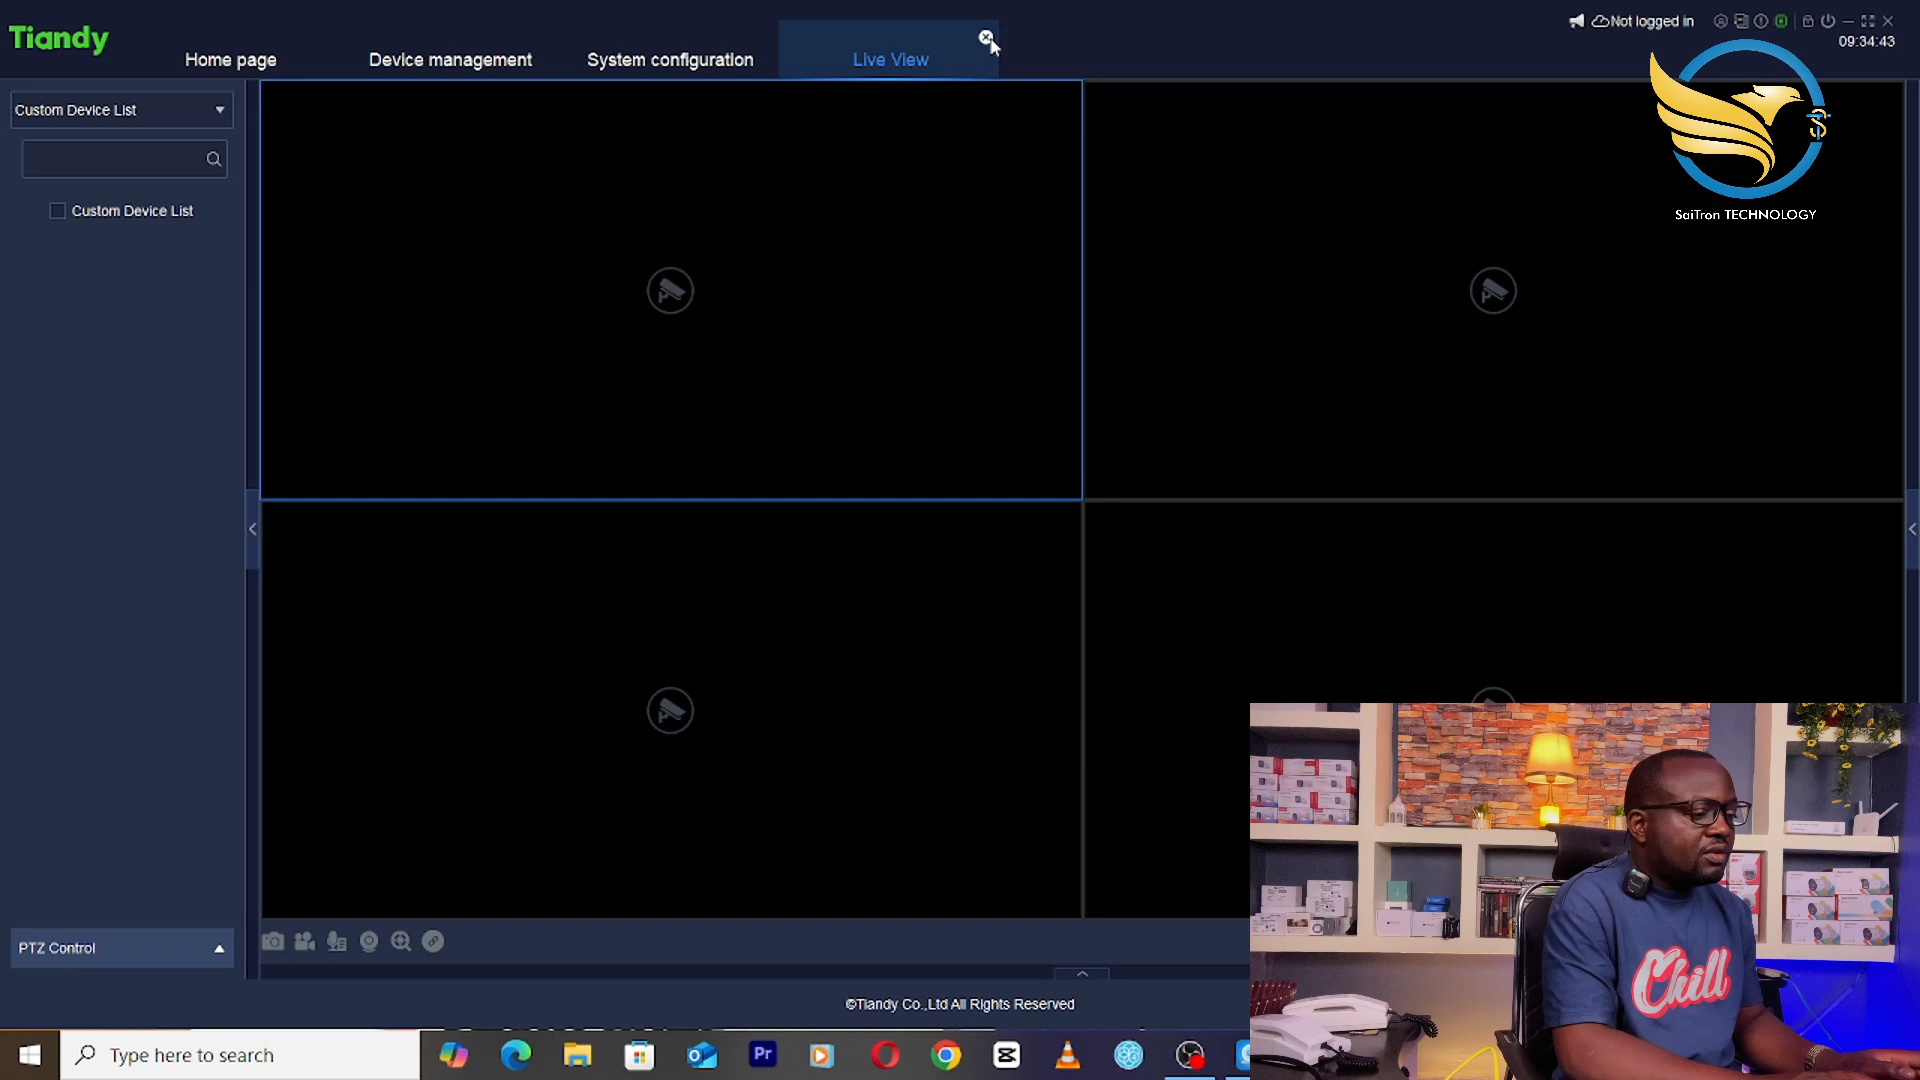 Tiandy
Home page
Device management
System configuration
Live View
Not logged in
09:34:43
Custom Device List
Custom Device List
SaiTron TECHNOLOGY
PTZ Control
©Tiandy Co.,Ltd All Rights Reserved
Type here to search
Pr
Chill